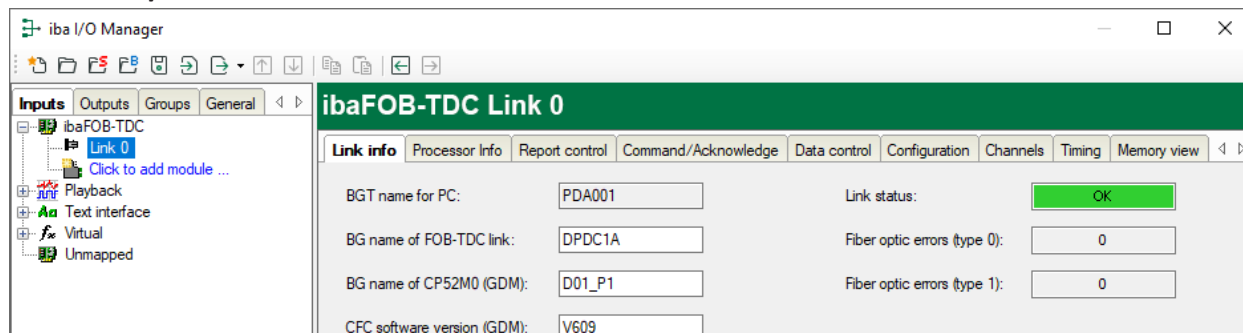 iba I/O Manager
Inputs Outputs Groups General
ibaFOB-TDC
Link 0
Click to add module ...
Playback
Text interface
Virtual
Unmapped
ibaFOB-TDC Link 0
Link info Processor Info Report control Command/Acknowledge Data control Configuration Channels Timing Memory view
BGT name for PC: PDA001 Link status: OK
BG name of FOB-TDC link: DPDC1A Fiber optic errors (type 0): 0
BG name of CP52M0 (GDM): D01_P1 Fiber optic errors (type 1): 0
CFC software version (GDM): V609